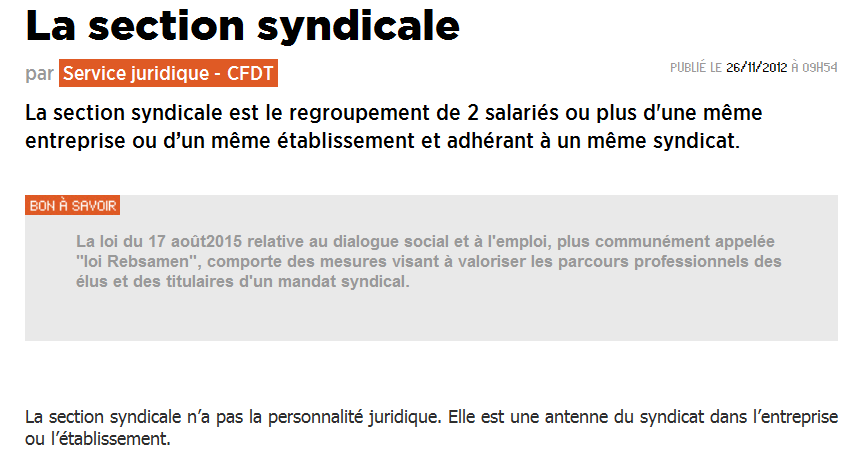 La section syndicale
par Service juridique - CFDT
PUBLIÉ LE 26/11/2012 À 09H54
La section syndicale est le regroupement de 2 salariés ou plus d'une même
entreprise ou d’un même établissement et adhérant à un même syndicat.
BON À SAVOIR
La loi du 17 août2015 relative au dialogue social et à l'emploi, plus communément appelée
"loi Rebsamen", comporte des mesures visant à valoriser les parcours professionnels des
élus et des titulaires d'un mandat syndical.
La section syndicale n’a pas la personnalité juridique. Elle est une antenne du syndicat dans l’entreprise
ou l’établissement.